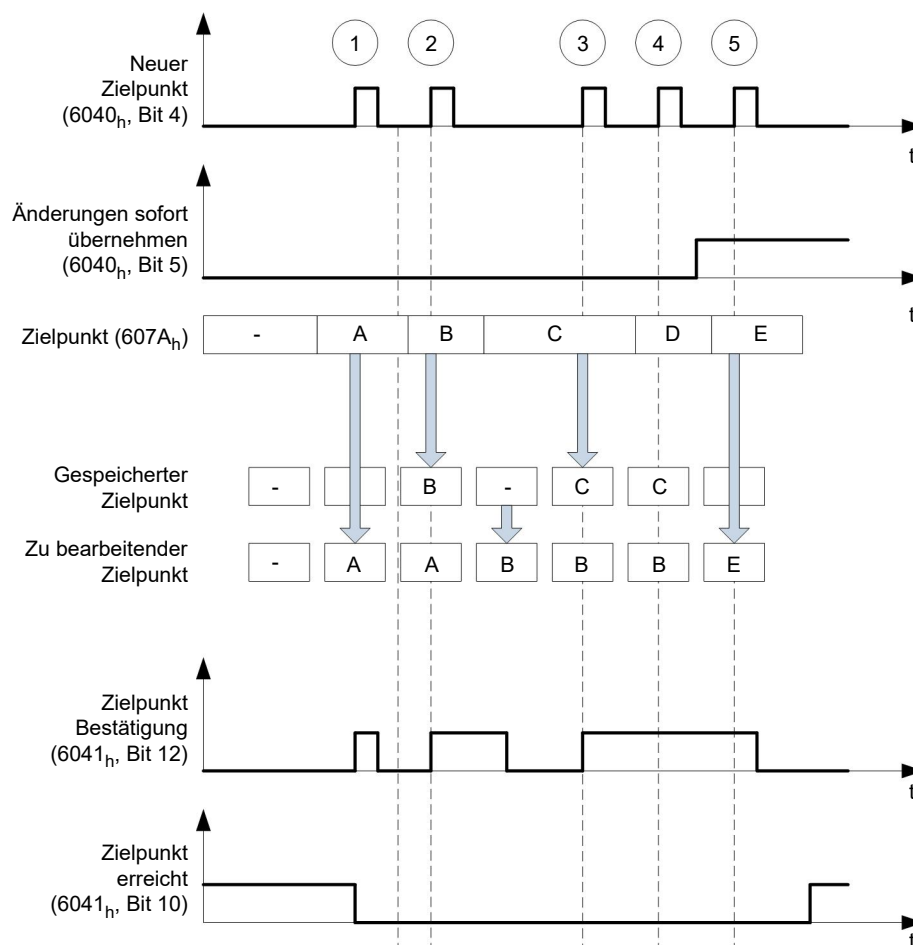 1 2 3 4 5
Neuer
Zielpunkt
(6040h, Bit 4)
t
Änderungen sofort
übernehmen
(6040h, Bit 5)
t
Zielpunkt (607Ah) - A B C D E
Gespeicherter
Zielpunkt
- B - C C
Zu bearbeitender
Zielpunkt
- A A B B B E
Zielpunkt
Bestätigung
(6041h, Bit 12)
t
Zielpunkt
erreicht
(6041h, Bit 10)
t